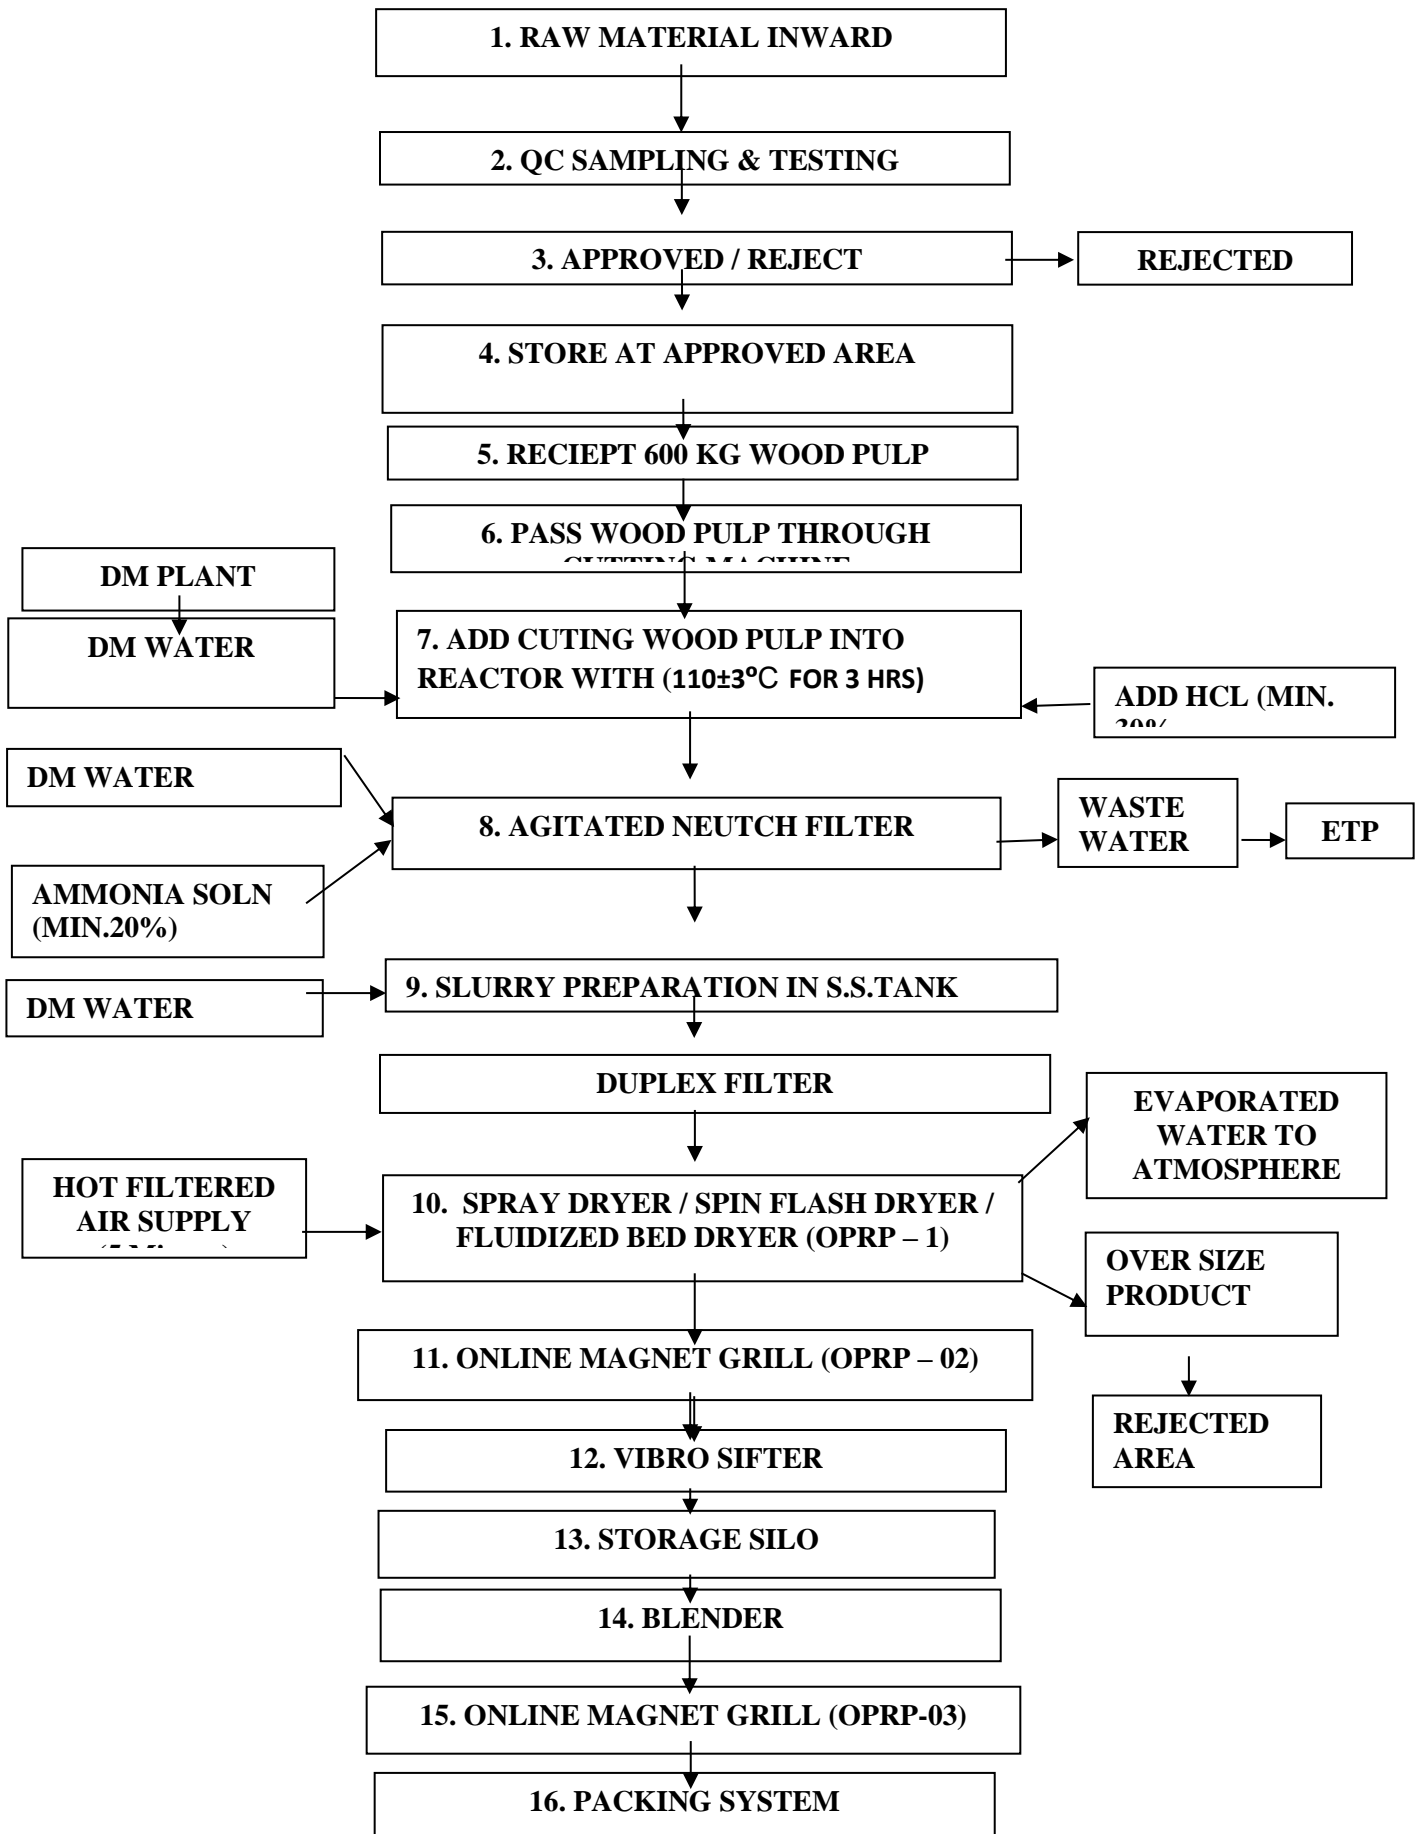 1. RAW MATERIAL INWARD
2. QC SAMPLING & TESTING
3. APPROVED / REJECT
REJECTED
4. STORE AT APPROVED AREA
5. RECIEPT 600 KG WOOD PULP
6. PASS WOOD PULP THROUGH
CUTTING MACHINE
DM PLANT
DM WATER
7. ADD CUTING WOOD PULP INTO
REACTOR WITH (110±3⁰C FOR 3 HRS)
ADD HCL (MIN.
30%
DM WATER
8. AGITATED NEUTCH FILTER
WASTE
WATER
ETP
AMMONIA SOLN
(MIN.20%)
9. SLURRY PREPARATION IN S.S.TANK
DM WATER
DUPLEX FILTER
EVAPORATED
WATER TO
ATMOSPHERE
HOT FILTERED
AIR SUPPLY
10. SPRAY DRYER / SPIN FLASH DRYER /
FLUIDIZED BED DRYER (OPRP – 1)
OVER SIZE
PRODUCT
11. ONLINE MAGNET GRILL (OPRP – 02)
REJECTED
AREA
12. VIBRO SIFTER
13. STORAGE SILO
14. BLENDER
15. ONLINE MAGNET GRILL (OPRP-03)
16. PACKING SYSTEM